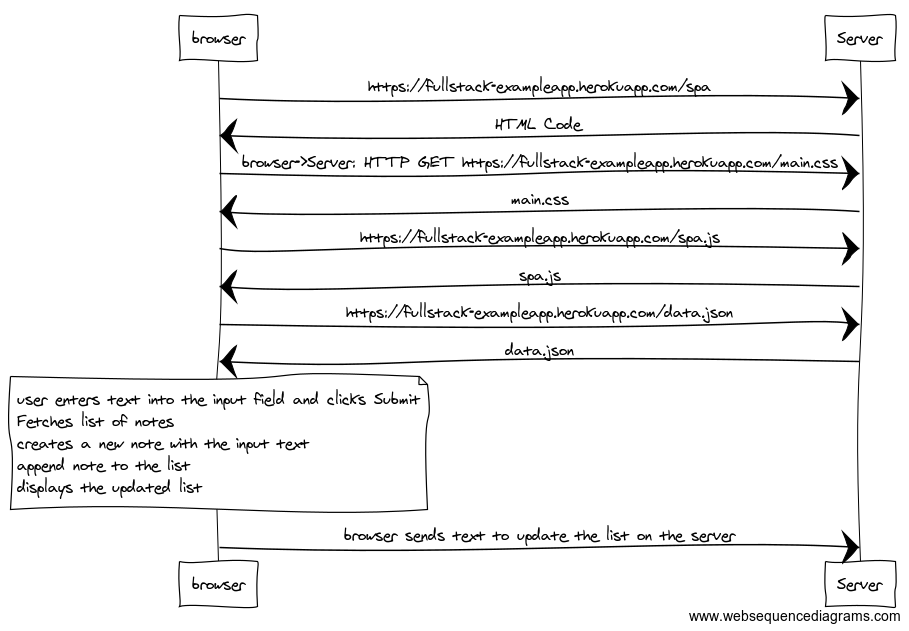 browser
Server
https://fullstack-exampleapp.herokuapp.com/spa
HTML Code
browser->Server: HTTP GET https://fullstack-exampleapp.herokuapp.com/main.css
main.css
https://fullstack-exampleapp.herokuapp.com/spa.js
spa.js
https://fullstack-exampleapp.herokuapp.com/data.json
data.json
user enters text into the input field and clicks Submit
Fetches list of notes
creates a new note with the input text
append note to the list
displays the updated list
browser sends text to update the list on the server
browser
Server
www.websequencediagrams.com